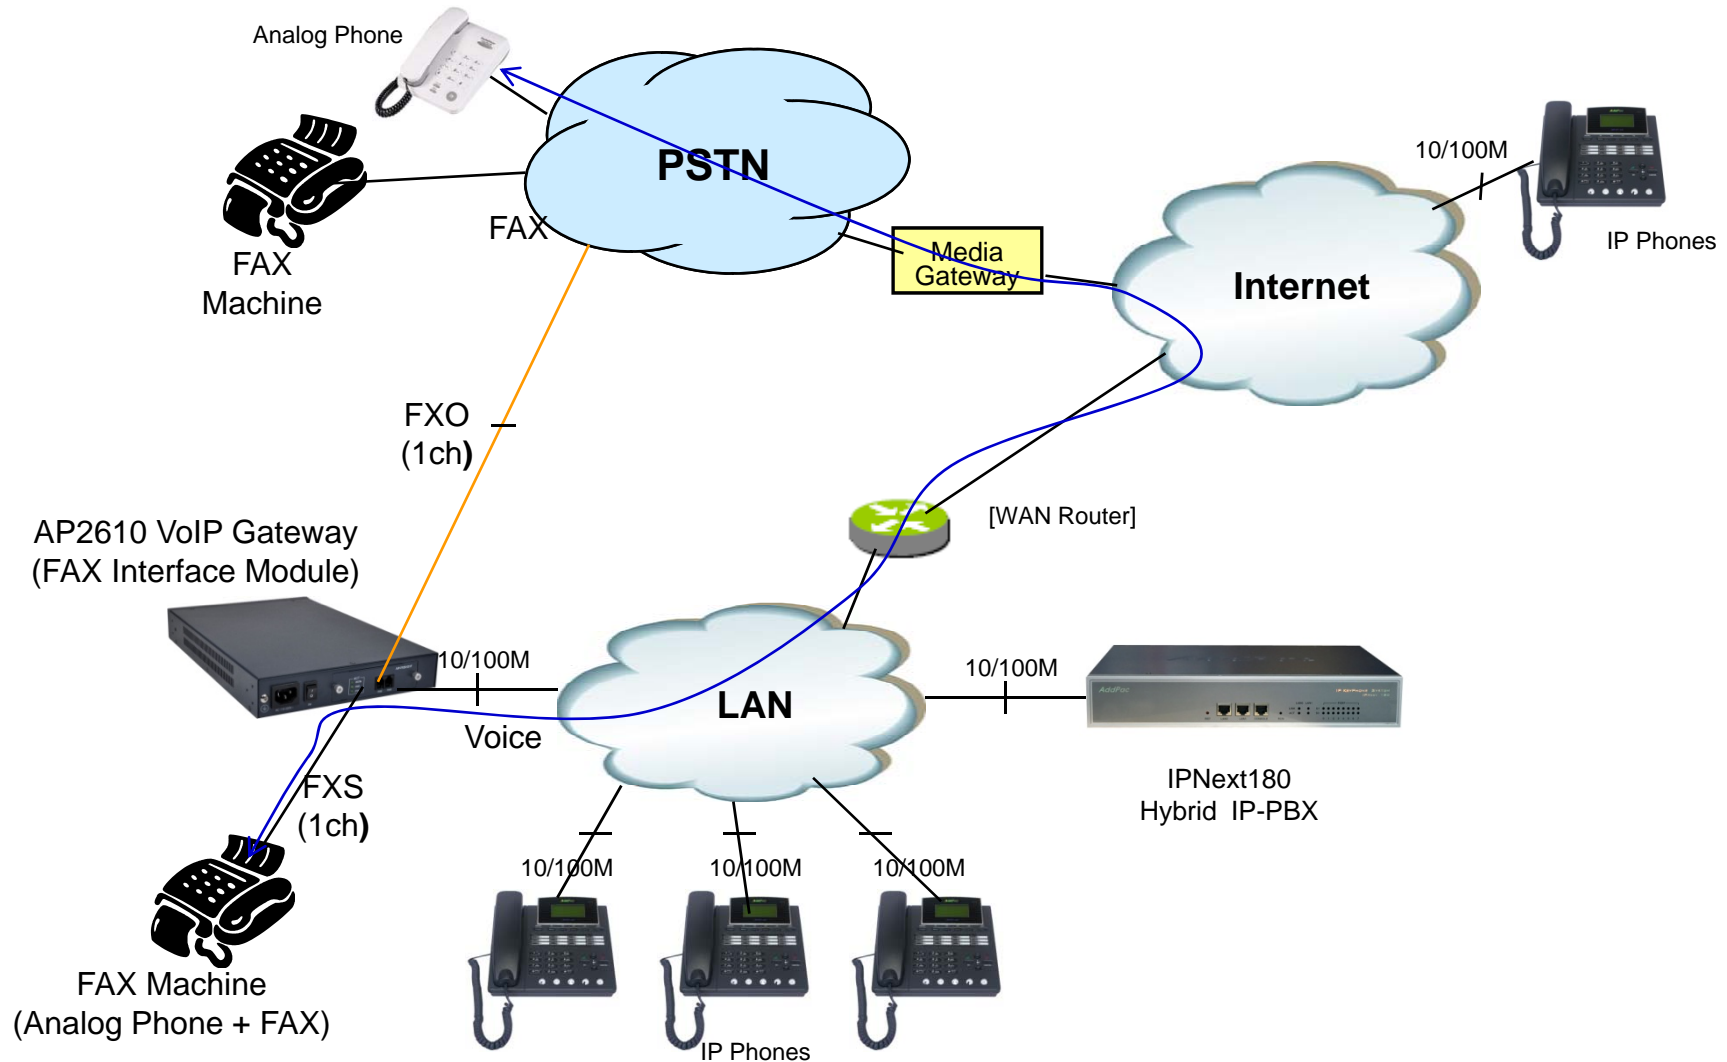 Analog Phone
PSTN
10/100M
IP Phones
FAX
FAX
Machine
Media
Gateway
Internet
FXO
(1ch)
[WAN Router]
AP2610 VoIP Gateway
(FAX Interface Module)
10/100M
10/100M
LAN
Voice
AddPac
FXS
(1ch)
IPNext180
Hybrid IP-PBX
10/100M
10/100M
10/100M
FAX Machine
(Analog Phone + FAX)
IP Phones